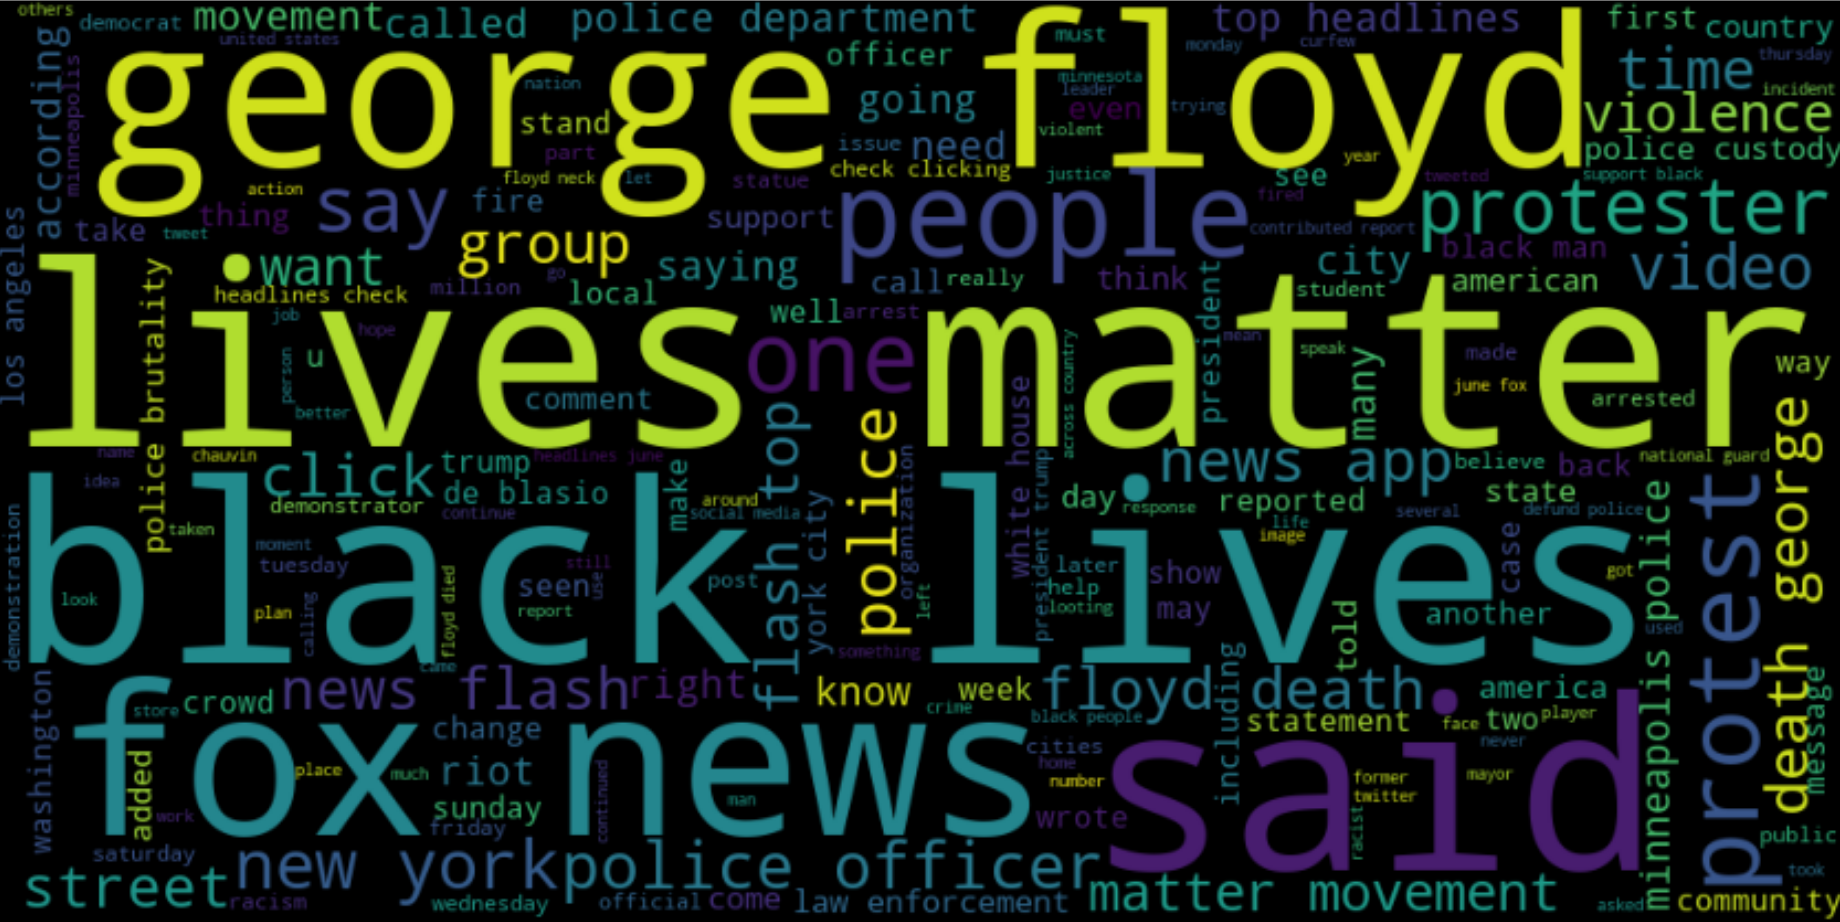 others
democrat
movement
called
police department
top headlines
first
country
united states
officer
must
monday
curfew
time
thursday
according
minneapolis
george floyd
nation
going
minnesota
leader
even
trying
incident
violence
stand
issue
need
violent
police custody
part
check clicking
year
action
floyd neck
let
statue
justice
see
tweeted
support black
say
fire
people
fired
protester
thing
take
tweet
support
contributed report
group
black man
los angeles
want
saying
city
video
go
call
really
think
headlines check
million
local
student
american
police brutality
job
hope
well
arrest
president
mean
lives matter
u
one
speak
many
made
way
person
across country
june fox
better
comment
arrested
white house
police
flash top
name
chauvin
click
trump
headlines june
news app
believe
back
national guard
idea
de blasio
make
organization
president trump
demonstrator
continue
around
social media
day
response
reported
state
several
defund police
death george
protest
minneapolis police
black lives
taken
york city
life
image
case
moment
tuesday
still
later
show
got
demonstration
look
seen
use
post
help
plan
report
left
looting
may
another
calling
floyd died
told
used
something
came
washington
news flash
right
know
week
floyd death
including
america
store
crowd
crime
black people
statement
face
two
player
message
fox news
change
cities
never
said
place
much
riot
home
number
former
mayor
twitter
added
continued
man
work
sunday
friday
wrote
racist
public
saturday
new york
police officer
took
street
racism
wednesday
official
come
law enforcement
matter movement
asked
community